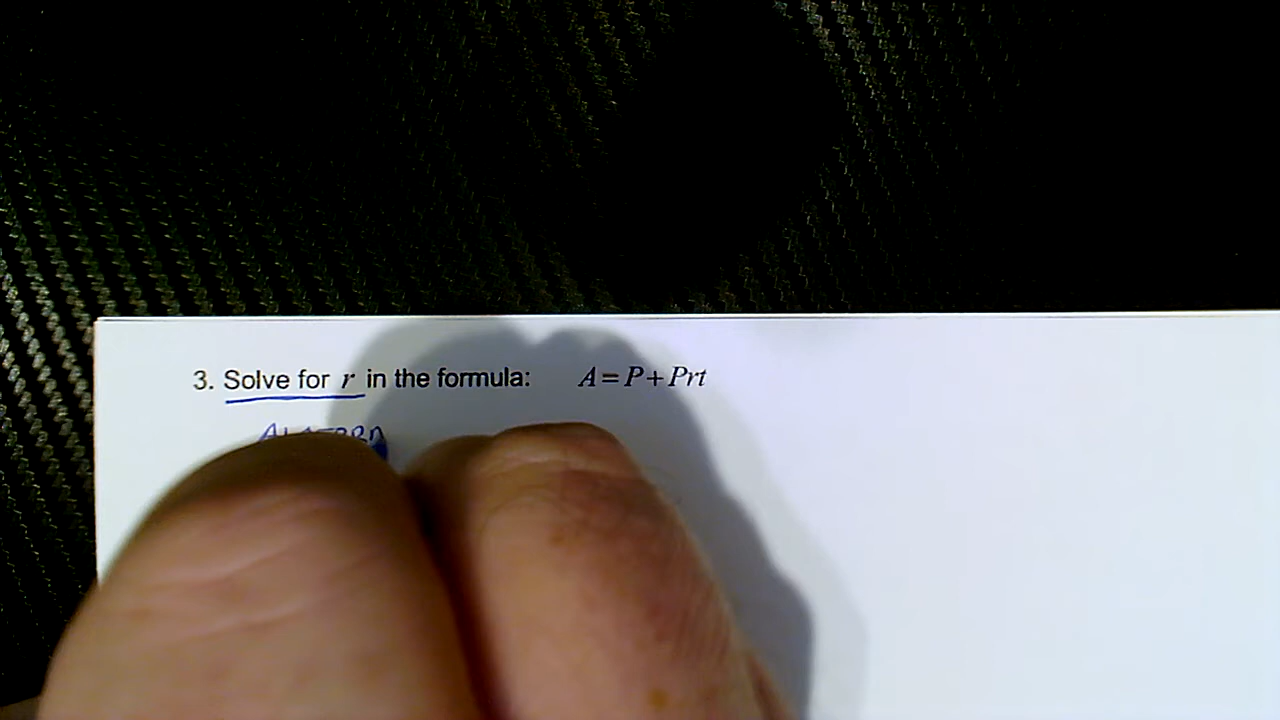 3. Solve for r in the formula: A = P + Prt